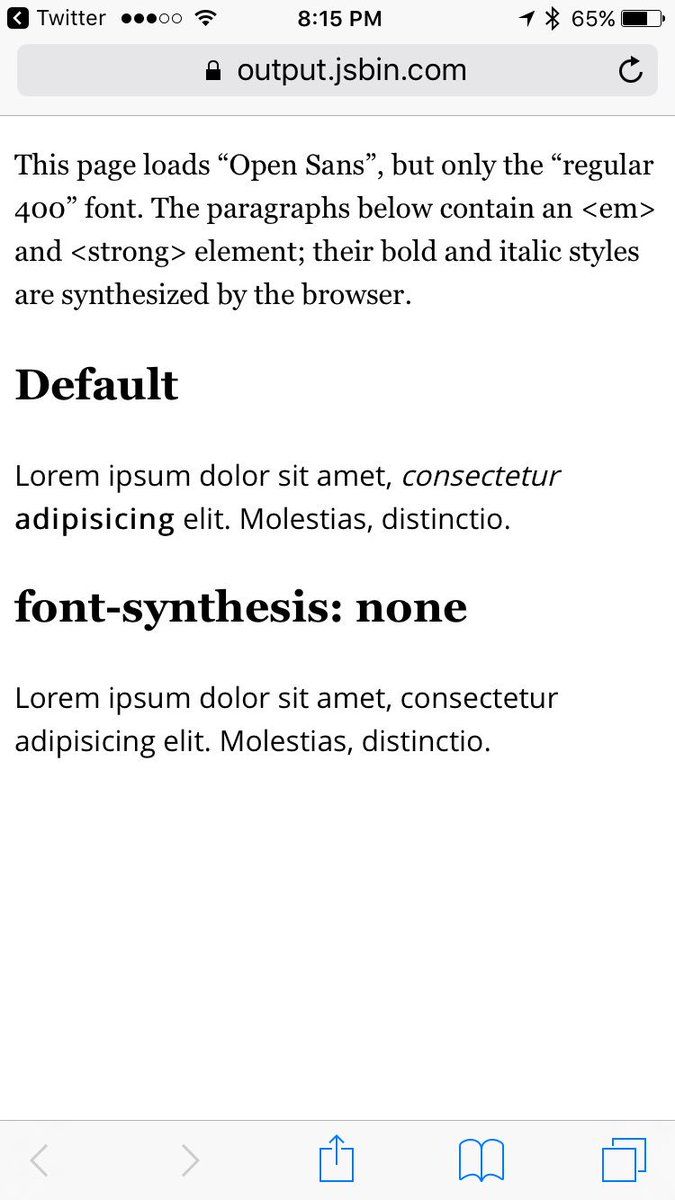 Twitter 8:15 PM 65%
output.jsbin.com
This page loads “Open Sans”, but only the “regular
400” font. The paragraphs below contain an <em>
and <strong> element; their bold and italic styles
are synthesized by the browser.
Default
Lorem ipsum dolor sit amet, consectetur
adipisicing elit. Molestias, distinctio.
font-synthesis: none
Lorem ipsum dolor sit amet, consectetur
adipisicing elit. Molestias, distinctio.